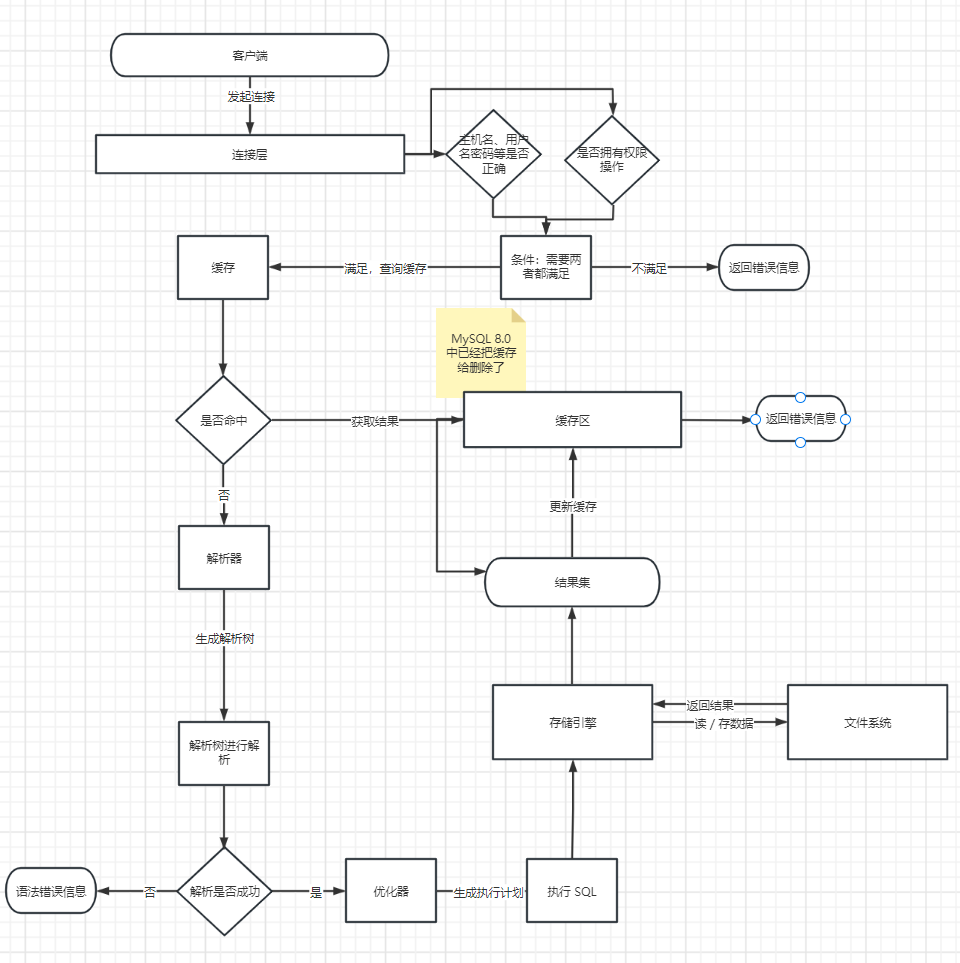 客户端
发起连接
连接层
主机名、用户
名密码等是否
正确
是否拥有权限
操作
缓存
满足，查询缓存
条件：需要两
者都满足
不满足
返回错误信息
MySQL 8.0
中已经把缓存
给删除了
是否命中
获取结果
缓存区
返回错误信息
否
更新缓存
解析器
结果集
生成解析树
存储引擎
返回结果
读 / 存数据
文件系统
解析树进行解
析
语法错误信息
否
解析是否成功
是
优化器
生成执行计划
执行 SQL